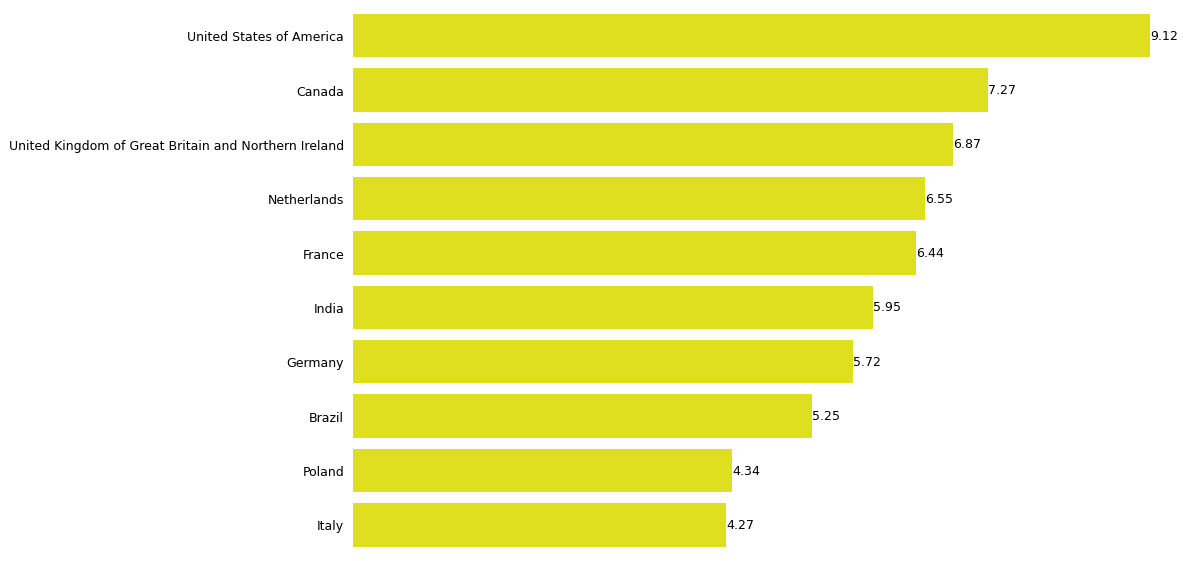 United States of America 9.12
Canada 7.27
United Kingdom of Great Britain and Northern Ireland 6.87
Netherlands 6.55
France 6.44
India 5.95
Germany 5.72
Brazil 5.25
Poland 4.34
Italy 4.27